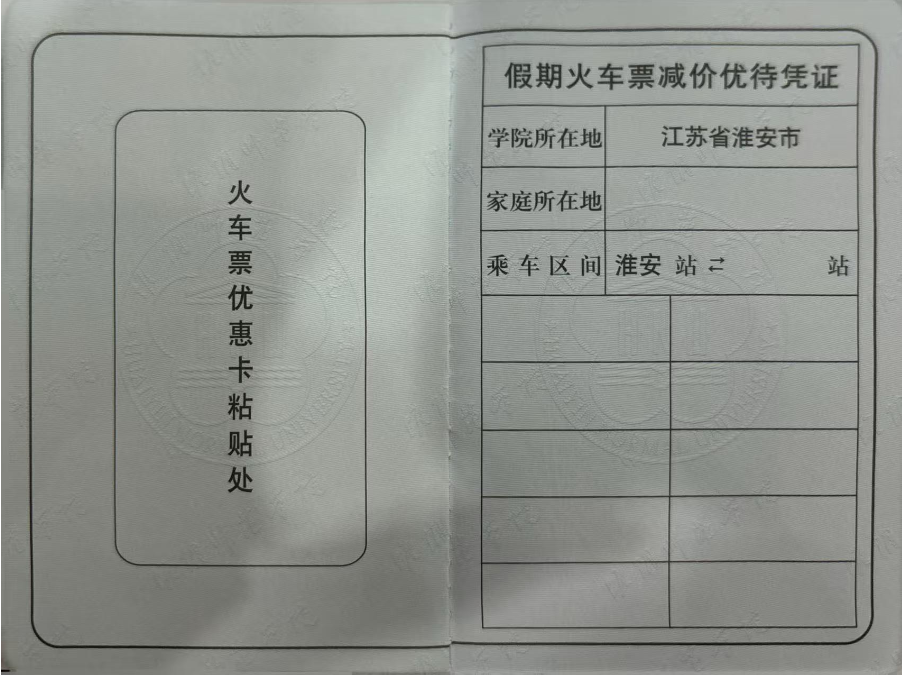 火车票优惠卡粘贴处
假期火车票减价优待凭证
学院所在地 江苏省淮安市
家庭所在地
乘车区间 淮安 站 ⇄ 站